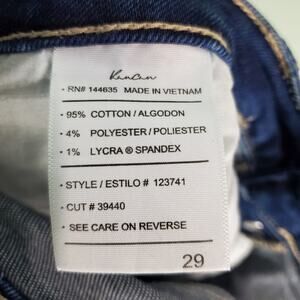 KanCan
• RN# 144635 MADE IN VIETNAM
• 95% COTTON / ALGODON
• 4% POLYESTER / POLIESTER
• 1% LYCRA ® SPANDEX
• STYLE / ESTILO # 123741
• CUT # 39440
• SEE CARE ON REVERSE
29